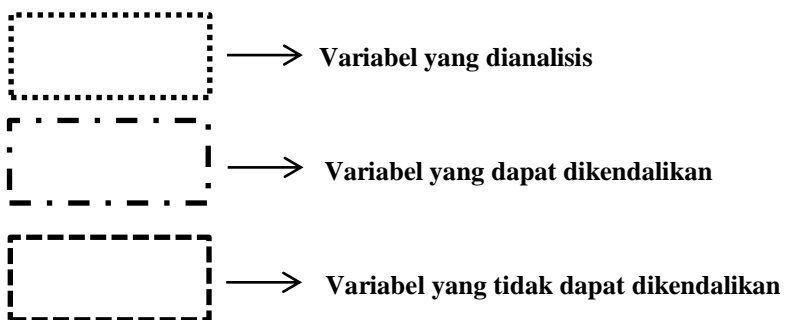 Variabel yang dianalisis
Variabel yang dapat dikendalikan
Variabel yang tidak dapat dikendalikan